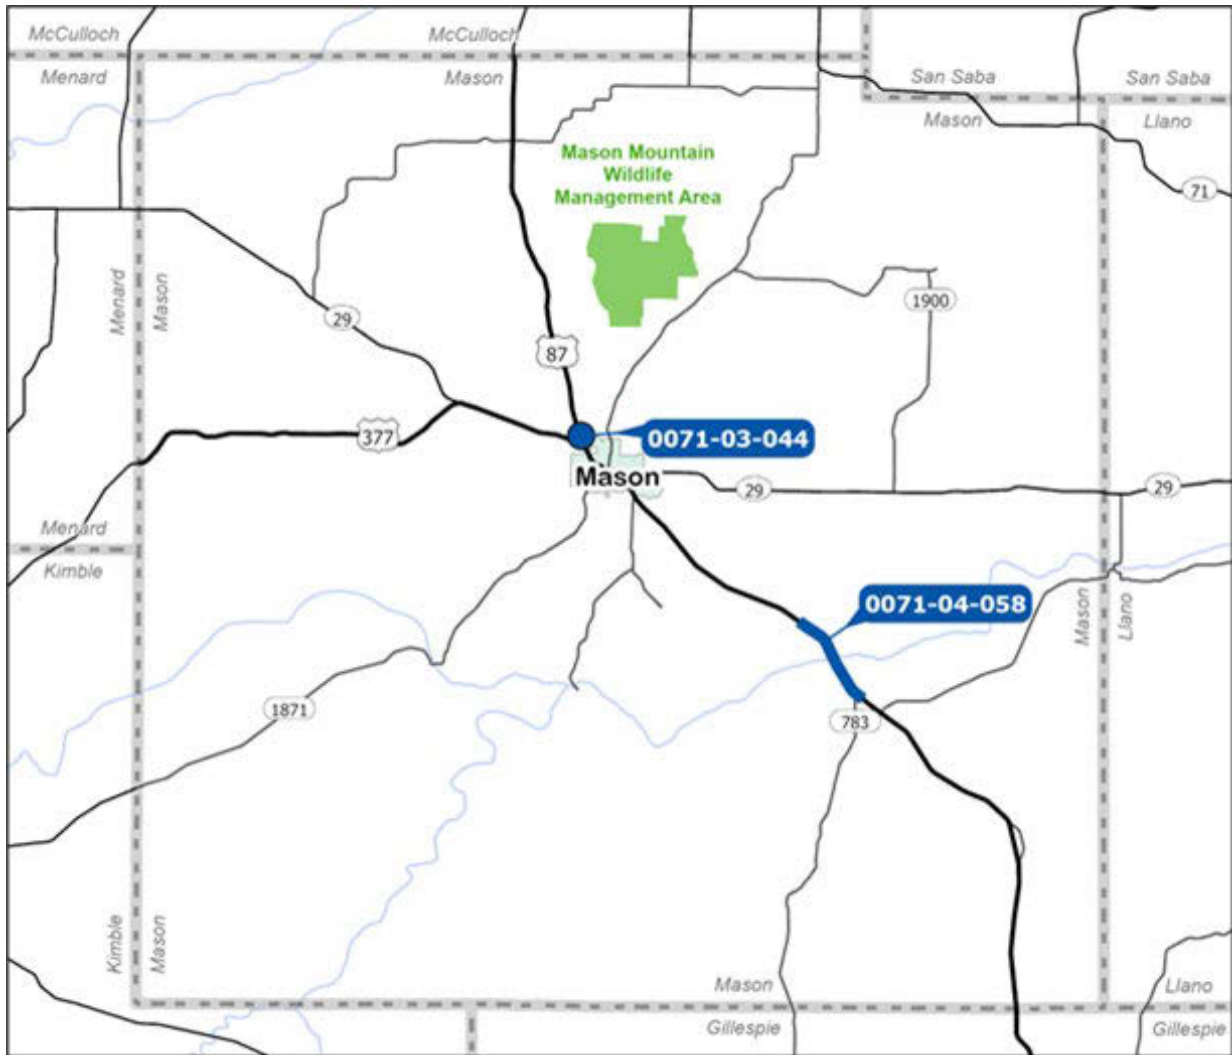 McCulloch
McCulloch
Menard
Mason
San Saba
San Saba
Mason
Llano
Mason Mountain
Wildlife
Management Area
71
Menard
Mason
1900
29
87
377
0071-03-044
Mason
29
29
Menard
Kimble
0071-04-058
Mason
Llano
1871
783
Kimble
Mason
Mason
Llano
Gillespie
Gillespie